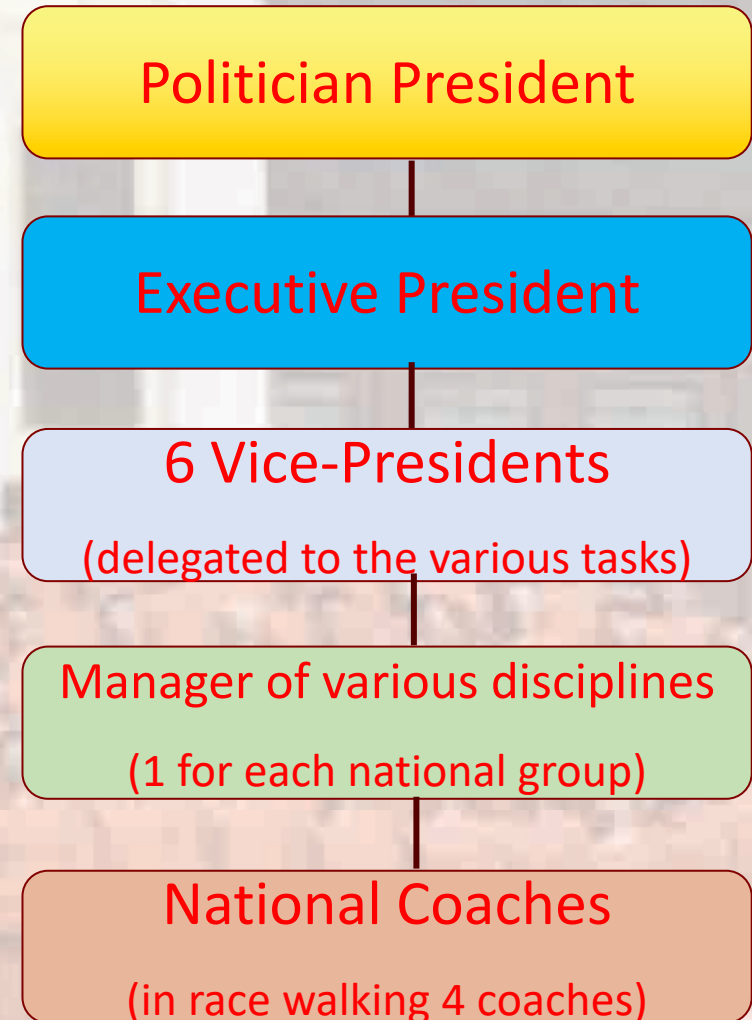 Politician President
Executive President
6 Vice-Presidents
(delegated to the various tasks)
Manager of various disciplines
(1 for each national group)
National Coaches
(in race walking 4 coaches)